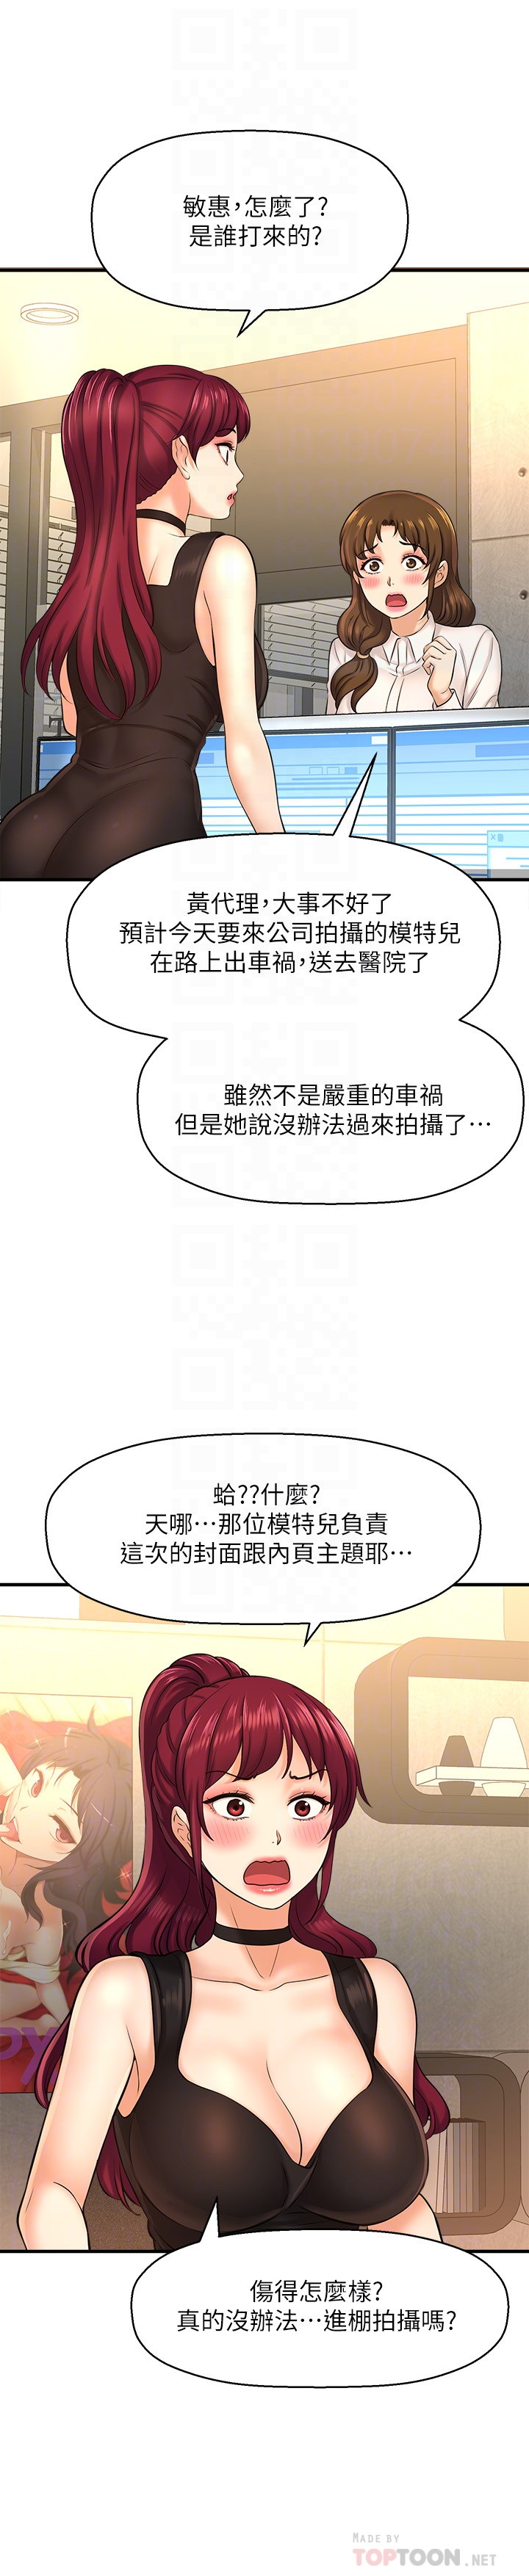 敏惠，怎麼了?
是誰打來的?
黃代理，大事不好了
預計今天要來公司拍攝的模特兒
在路上出車禍，送去醫院了
雖然不是嚴重的車禍
但是她說沒辦法過來拍攝了⋯
蛤??什麼?
天哪⋯那位模特兒負責
這次的封面跟內頁主題耶⋯
傷得怎麼樣?
真的沒辦法⋯進棚拍攝嗎?
MADE BY
TOPTOON.NET